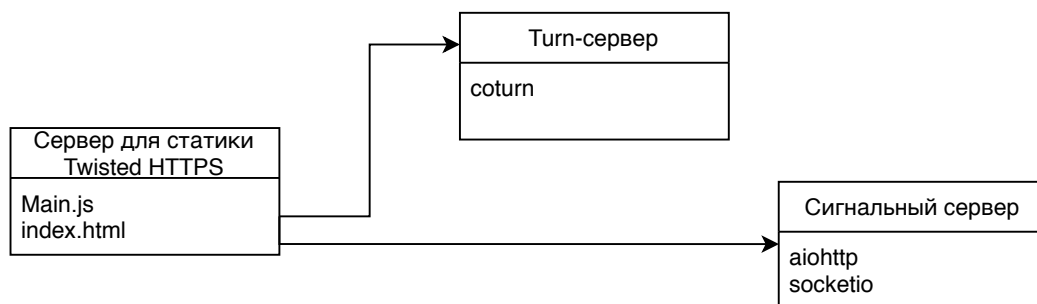 Turn-сервер
coturn
Сервер для статики
Twisted HTTPS
Main.js
index.html
Сигнальный сервер
aiohttp
socketio